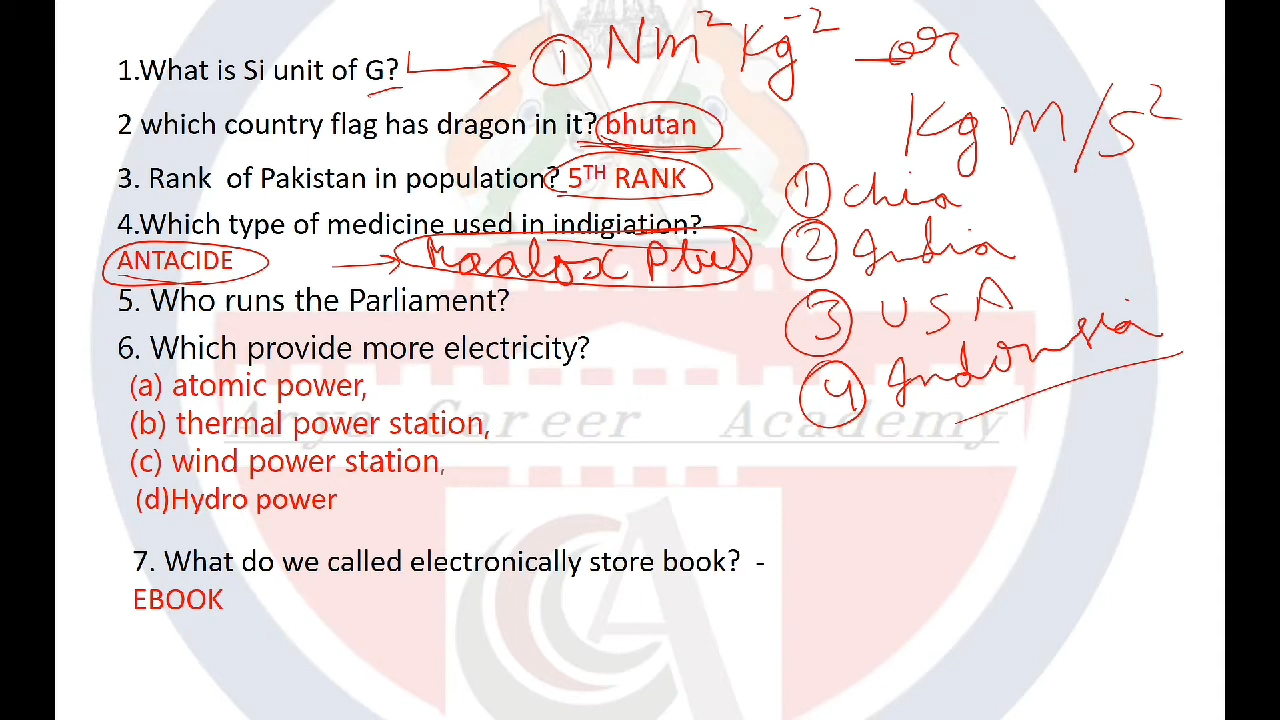 1.What is Si unit of G? ① Nm² Kg⁻² or
Kg m/s²
2 which country flag has dragon in it? bhutan
3. Rank of Pakistan in population? 5TH RANK
① Chia
4.Which type of medicine used in indigiation?
② India
ANTACIDE Maalox Plus
5. Who runs the Parliament?
③ USA
6. Which provide more electricity?
④ Indonesia
(a) atomic power,
(b) thermal power station,
Anya Career Academy
(c) wind power station,
(d)Hydro power
7. What do we called electronically store book? -
EBOOK